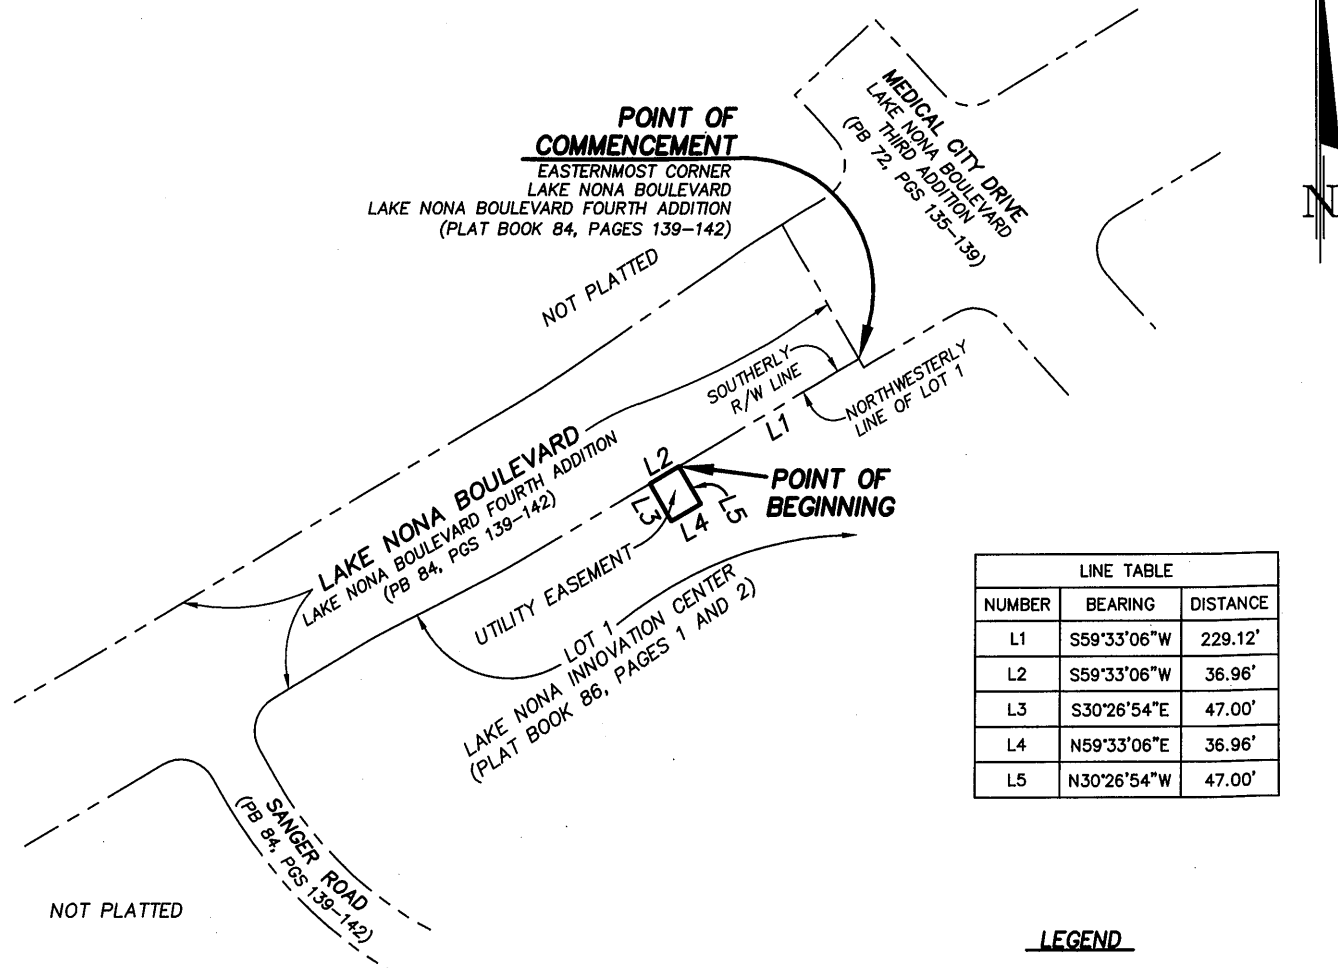 POINT OF
COMMENCEMENT
EASTERNMOST CORNER
LAKE NONA BOULEVARD
LAKE NONA BOULEVARD FOURTH ADDITION
(PLAT BOOK 84, PAGES 139-142)
MEDICAL CITY DRIVE
LAKE NONA BOULEVARD
THIRD ADDITION
(PB 72, PGS 135-139)
N
NOT PLATTED
SOUTHERLY
R/W LINE
NORTHWESTERLY
LINE OF LOT 1
L1
L2
L3
L4
L5
POINT OF
BEGINNING
LAKE NONA BOULEVARD
LAKE NONA BOULEVARD FOURTH ADDITION
(PB 84, PGS 139-142)
UTILITY EASEMENT
LOT 1
LAKE NONA INNOVATION CENTER
(PLAT BOOK 86, PAGES 1 AND 2)
LINE TABLE
NUMBER BEARING DISTANCE
L1 S59°33'06"W 229.12'
L2 S59°33'06"W 36.96'
L3 S30°26'54"E 47.00'
L4 N59°33'06"E 36.96'
L5 N30°26'54"W 47.00'
SANGER ROAD
(PB 84, PGS 139-142)
NOT PLATTED
LEGEND